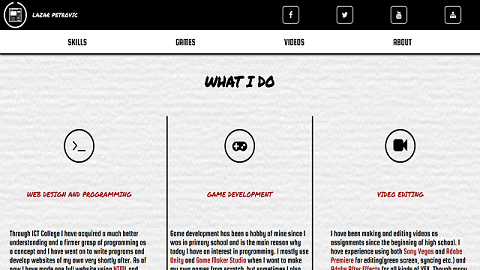 LAZAR PETROVIC
SKILLS GAMES VIDEOS ABOUT
WHAT I DO
WEB DESIGN AND PROGRAMMING
Through ICT College I have acquired a much better
understanding and a firmer grasp of programming as
a concept and I have went on to write programs and
develop websites of my own very shortly after. As of
now I have made one full website using HTML and
GAME DEVELOPMENT
Game development has been a hobby of mine since I
was in primary school and is the main reason why
today I have an interest in programming. I mostly use
Unity and Game Maker Studio when I want to make
my own games from scratch, but sometimes I also
VIDEO EDITING
I have been making and editing videos as
assignments since the beginning of high school. I
have experience using both Sony Vegas and Adobe
Premiere for editing(green screen, syncing etc.) and
Adobe After Effects for all kinds of VFX. Though many